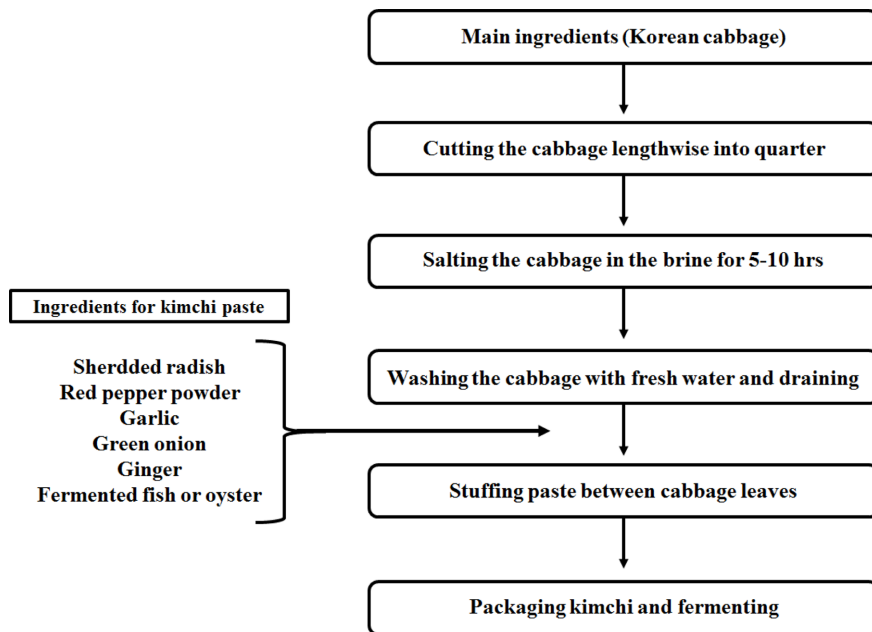 Main ingredients (Korean cabbage)
Cutting the cabbage lengthwise into quarter
Salting the cabbage in the brine for 5-10 hrs
Ingredients for kimchi paste
Sherdded radish
Red pepper powder
Garlic
Green onion
Ginger
Fermented fish or oyster
Washing the cabbage with fresh water and draining
Stuffing paste between cabbage leaves
Packaging kimchi and fermenting